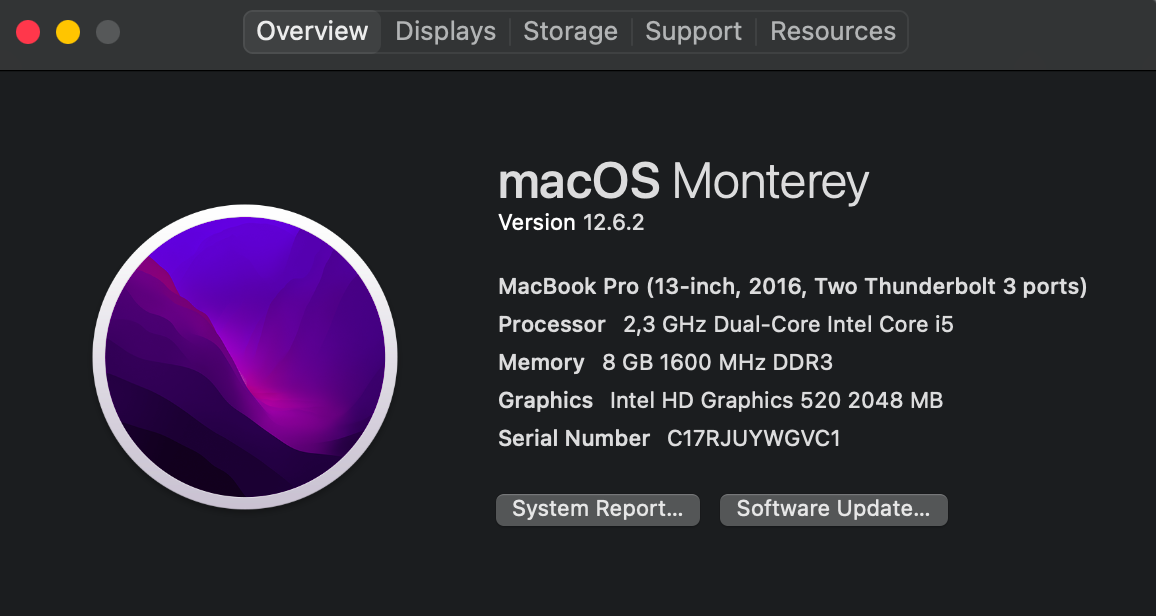 Overview Displays Storage Support Resources
macOS Monterey
Version 12.6.2
MacBook Pro (13-inch, 2016, Two Thunderbolt 3 ports)
Processor 2,3 GHz Dual-Core Intel Core i5
Memory 8 GB 1600 MHz DDR3
Graphics Intel HD Graphics 520 2048 MB
Serial Number C17RJUYWGVC1
System Report... Software Update...